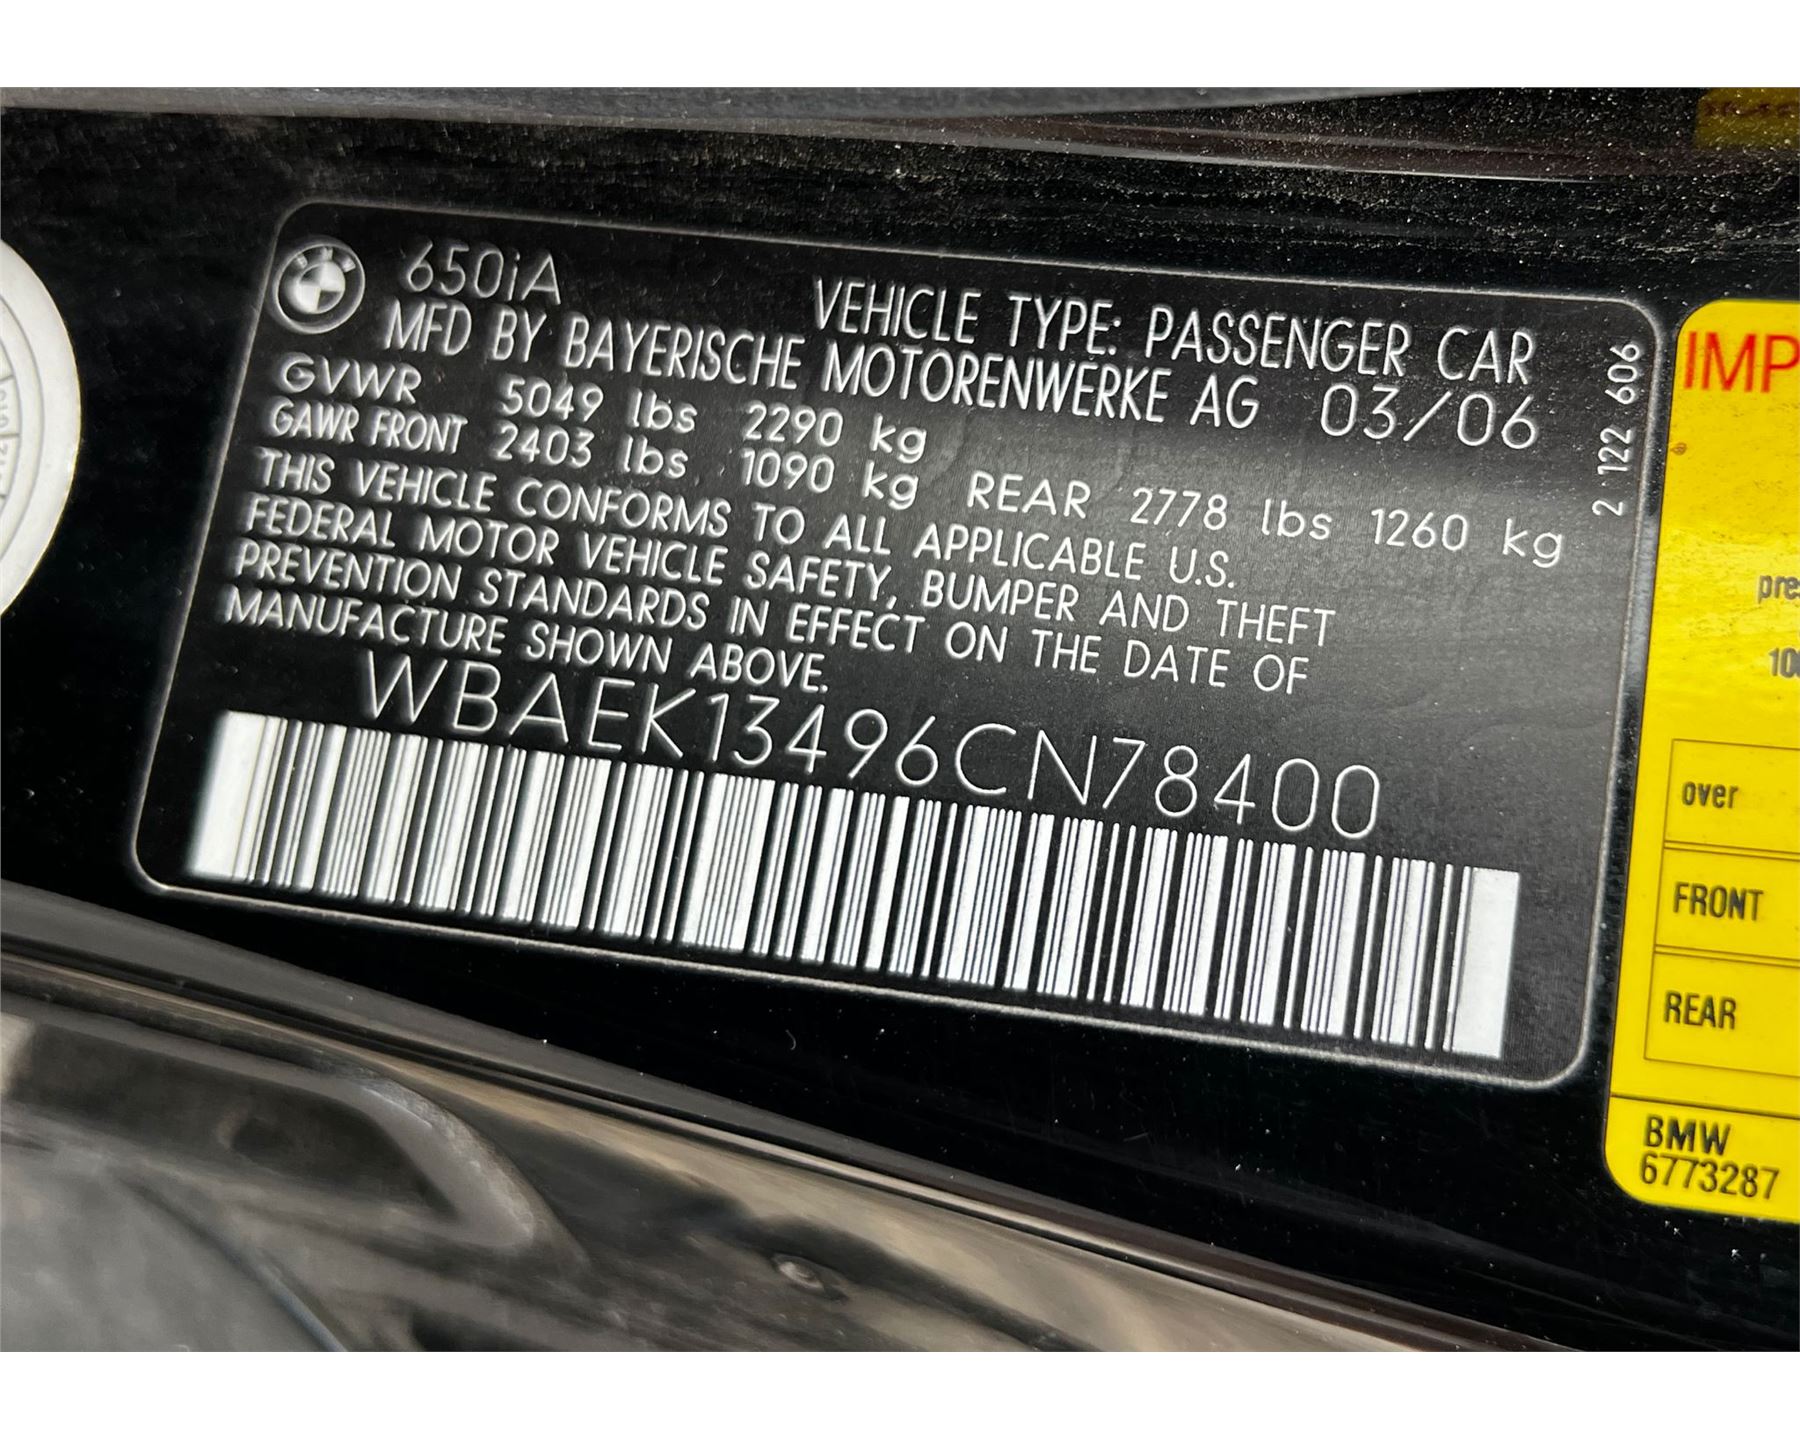 650iA
VEHICLE TYPE: PASSENGER CAR
MFD BY BAYERISCHE MOTORENWERKE AG 03/06
GVWR 5049 lbs 2290 kg
GAWR FRONT 2403 lbs 1090 kg REAR 2778 lbs 1260 kg
THIS VEHICLE CONFORMS TO ALL APPLICABLE U.S.
FEDERAL MOTOR VEHICLE SAFETY, BUMPER AND THEFT
PREVENTION STANDARDS IN EFFECT ON THE DATE OF
MANUFACTURE SHOWN ABOVE.
WBAEK13496CN78400
2 122 606
IMP
pres
100
over
FRONT
REAR
BMW
6773287